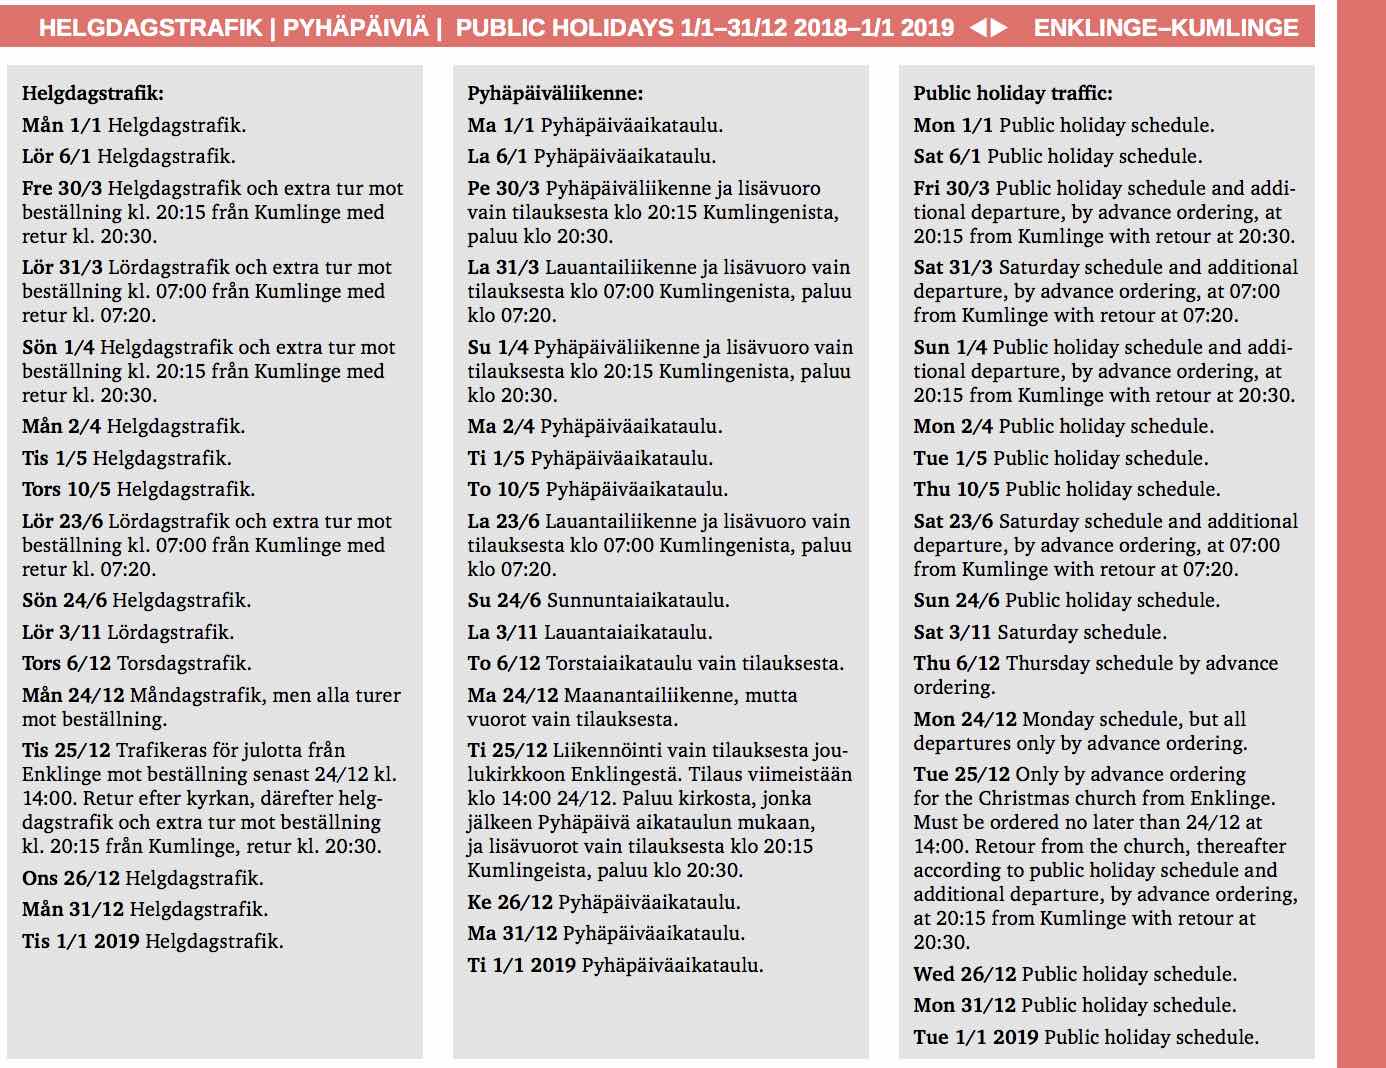 HELGDAGSTRAFIK | PYHÄPÄIVIÄ | PUBLIC HOLIDAYS 1/1–31/12 2018–1/1 2019 ◀▶ ENKLINGE–KUMLINGE
Helgdagstrafik:
Mån 1/1 Helgdagstrafik.
Lör 6/1 Helgdagstrafik.
Fre 30/3 Helgdagstrafik och extra tur mot
beställning kl. 20:15 från Kumlinge med
retur kl. 20:30.
Lör 31/3 Lördagstrafik och extra tur mot
beställning kl. 07:00 från Kumlinge med
retur kl. 07:20.
Sön 1/4 Helgdagstrafik och extra tur mot
beställning kl. 20:15 från Kumlinge med
retur kl. 20:30.
Mån 2/4 Helgdagstrafik.
Tis 1/5 Helgdagstrafik.
Tors 10/5 Helgdagstrafik.
Lör 23/6 Lördagstrafik och extra tur mot
beställning kl. 07:00 från Kumlinge med
retur kl. 07:20.
Sön 24/6 Helgdagstrafik.
Lör 3/11 Lördagstrafik.
Tors 6/12 Torsdagstrafik.
Mån 24/12 Måndagstrafik, men alla turer
mot beställning.
Tis 25/12 Trafikeras för julotta från
Enklinge mot beställning senast 24/12 kl.
14:00. Retur efter kyrkan, därefter helg-
dagstrafik och extra tur mot beställning
kl. 20:15 från Kumlinge, retur kl. 20:30.
Ons 26/12 Helgdagstrafik.
Mån 31/12 Helgdagstrafik.
Tis 1/1 2019 Helgdagstrafik.
Pyhäpäiväliikenne:
Ma 1/1 Pyhäpäiväaikataulu.
La 6/1 Pyhäpäiväaikataulu.
Pe 30/3 Pyhäpäiväliikenne ja lisävuoro
vain tilauksesta klo 20:15 Kumlingenista,
paluu klo 20:30.
La 31/3 Lauantailiikenne ja lisävuoro vain
tilauksesta klo 07:00 Kumlingenista, paluu
klo 07:20.
Su 1/4 Pyhäpäiväliikenne ja lisävuoro vain
tilauksesta klo 20:15 Kumlingenista, paluu
klo 20:30.
Ma 2/4 Pyhäpäiväaikataulu.
Ti 1/5 Pyhäpäiväaikataulu.
To 10/5 Pyhäpäiväaikataulu.
La 23/6 Lauantailiikenne ja lisävuoro vain
tilauksesta klo 07:00 Kumlingenista, paluu
klo 07:20.
Su 24/6 Sunnuntaiaikataulu.
La 3/11 Lauantaiaikataulu.
To 6/12 Torstaiaikataulu vain tilauksesta.
Ma 24/12 Maanantailiikenne, mutta
vuorot vain tilauksesta.
Ti 25/12 Liikennöinti vain tilauksesta jou-
lukirkkoon Enklingestä. Tilaus viimeistään
klo 14:00 24/12. Paluu kirkosta, jonka
jälkeen Pyhäpäivä aikataulun mukaan,
ja lisävuorot vain tilauksesta klo 20:15
Kumlingeista, paluu klo 20:30.
Ke 26/12 Pyhäpäiväaikataulu.
Ma 31/12 Pyhäpäiväaikataulu.
Ti 1/1 2019 Pyhäpäiväaikataulu.
Public holiday traffic:
Mon 1/1 Public holiday schedule.
Sat 6/1 Public holiday schedule.
Fri 30/3 Public holiday schedule and addi-
tional departure, by advance ordering, at
20:15 from Kumlinge with retour at 20:30.
Sat 31/3 Saturday schedule and additional
departure, by advance ordering, at 07:00
from Kumlinge with retour at 07:20.
Sun 1/4 Public holiday schedule and addi-
tional departure, by advance ordering, at
20:15 from Kumlinge with retour at 20:30.
Mon 2/4 Public holiday schedule.
Tue 1/5 Public holiday schedule.
Thu 10/5 Public holiday schedule.
Sat 23/6 Saturday schedule and additional
departure, by advance ordering, at 07:00
from Kumlinge with retour at 07:20.
Sun 24/6 Public holiday schedule.
Sat 3/11 Saturday schedule.
Thu 6/12 Thursday schedule by advance
ordering.
Mon 24/12 Monday schedule, but all
departures only by advance ordering.
Tue 25/12 Only by advance ordering
for the Christmas church from Enklinge.
Must be ordered no later than 24/12 at
14:00. Retour from the church, thereafter
according to public holiday schedule and
additional departure, by advance ordering,
at 20:15 from Kumlinge with retour at
20:30.
Wed 26/12 Public holiday schedule.
Mon 31/12 Public holiday schedule.
Tue 1/1 2019 Public holiday schedule.